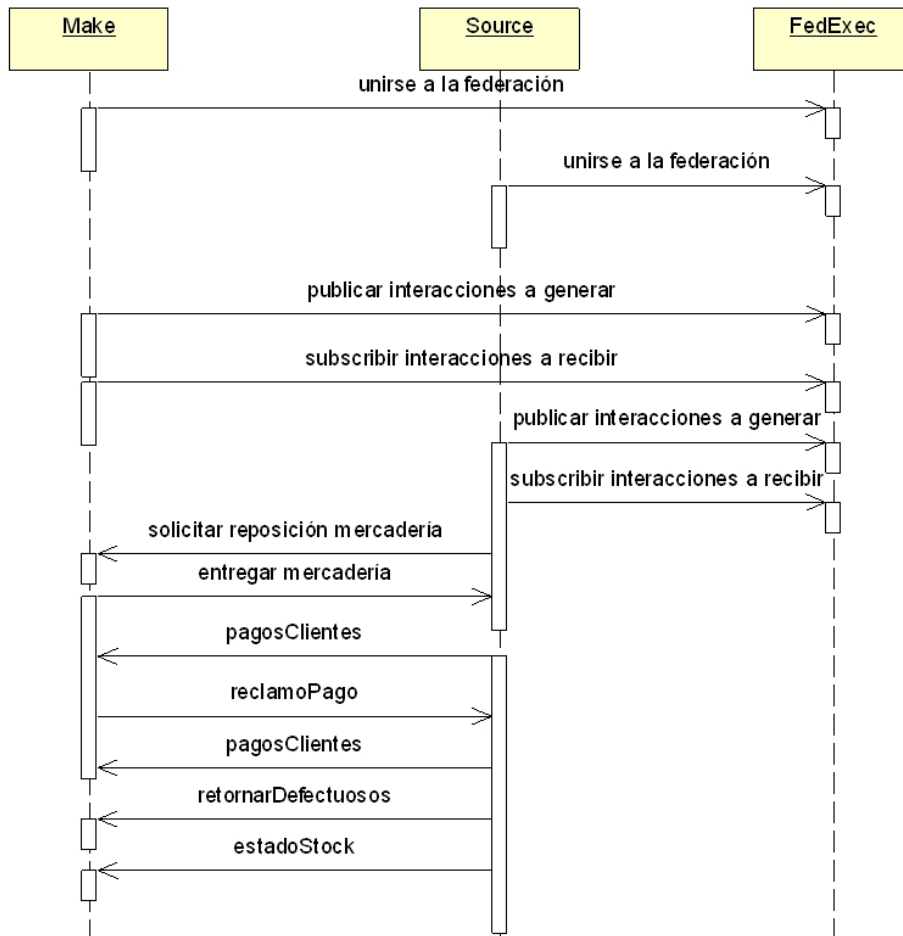 Make
Source
FedExec
unirse a la federación
unirse a la federación
publicar interacciones a generar
subscribir interacciones a recibir
publicar interacciones a generar
subscribir interacciones a recibir
solicitar reposición mercadería
entregar mercadería
pagosClientes
reclamoPago
pagosClientes
retornarDefectuosos
estadoStock